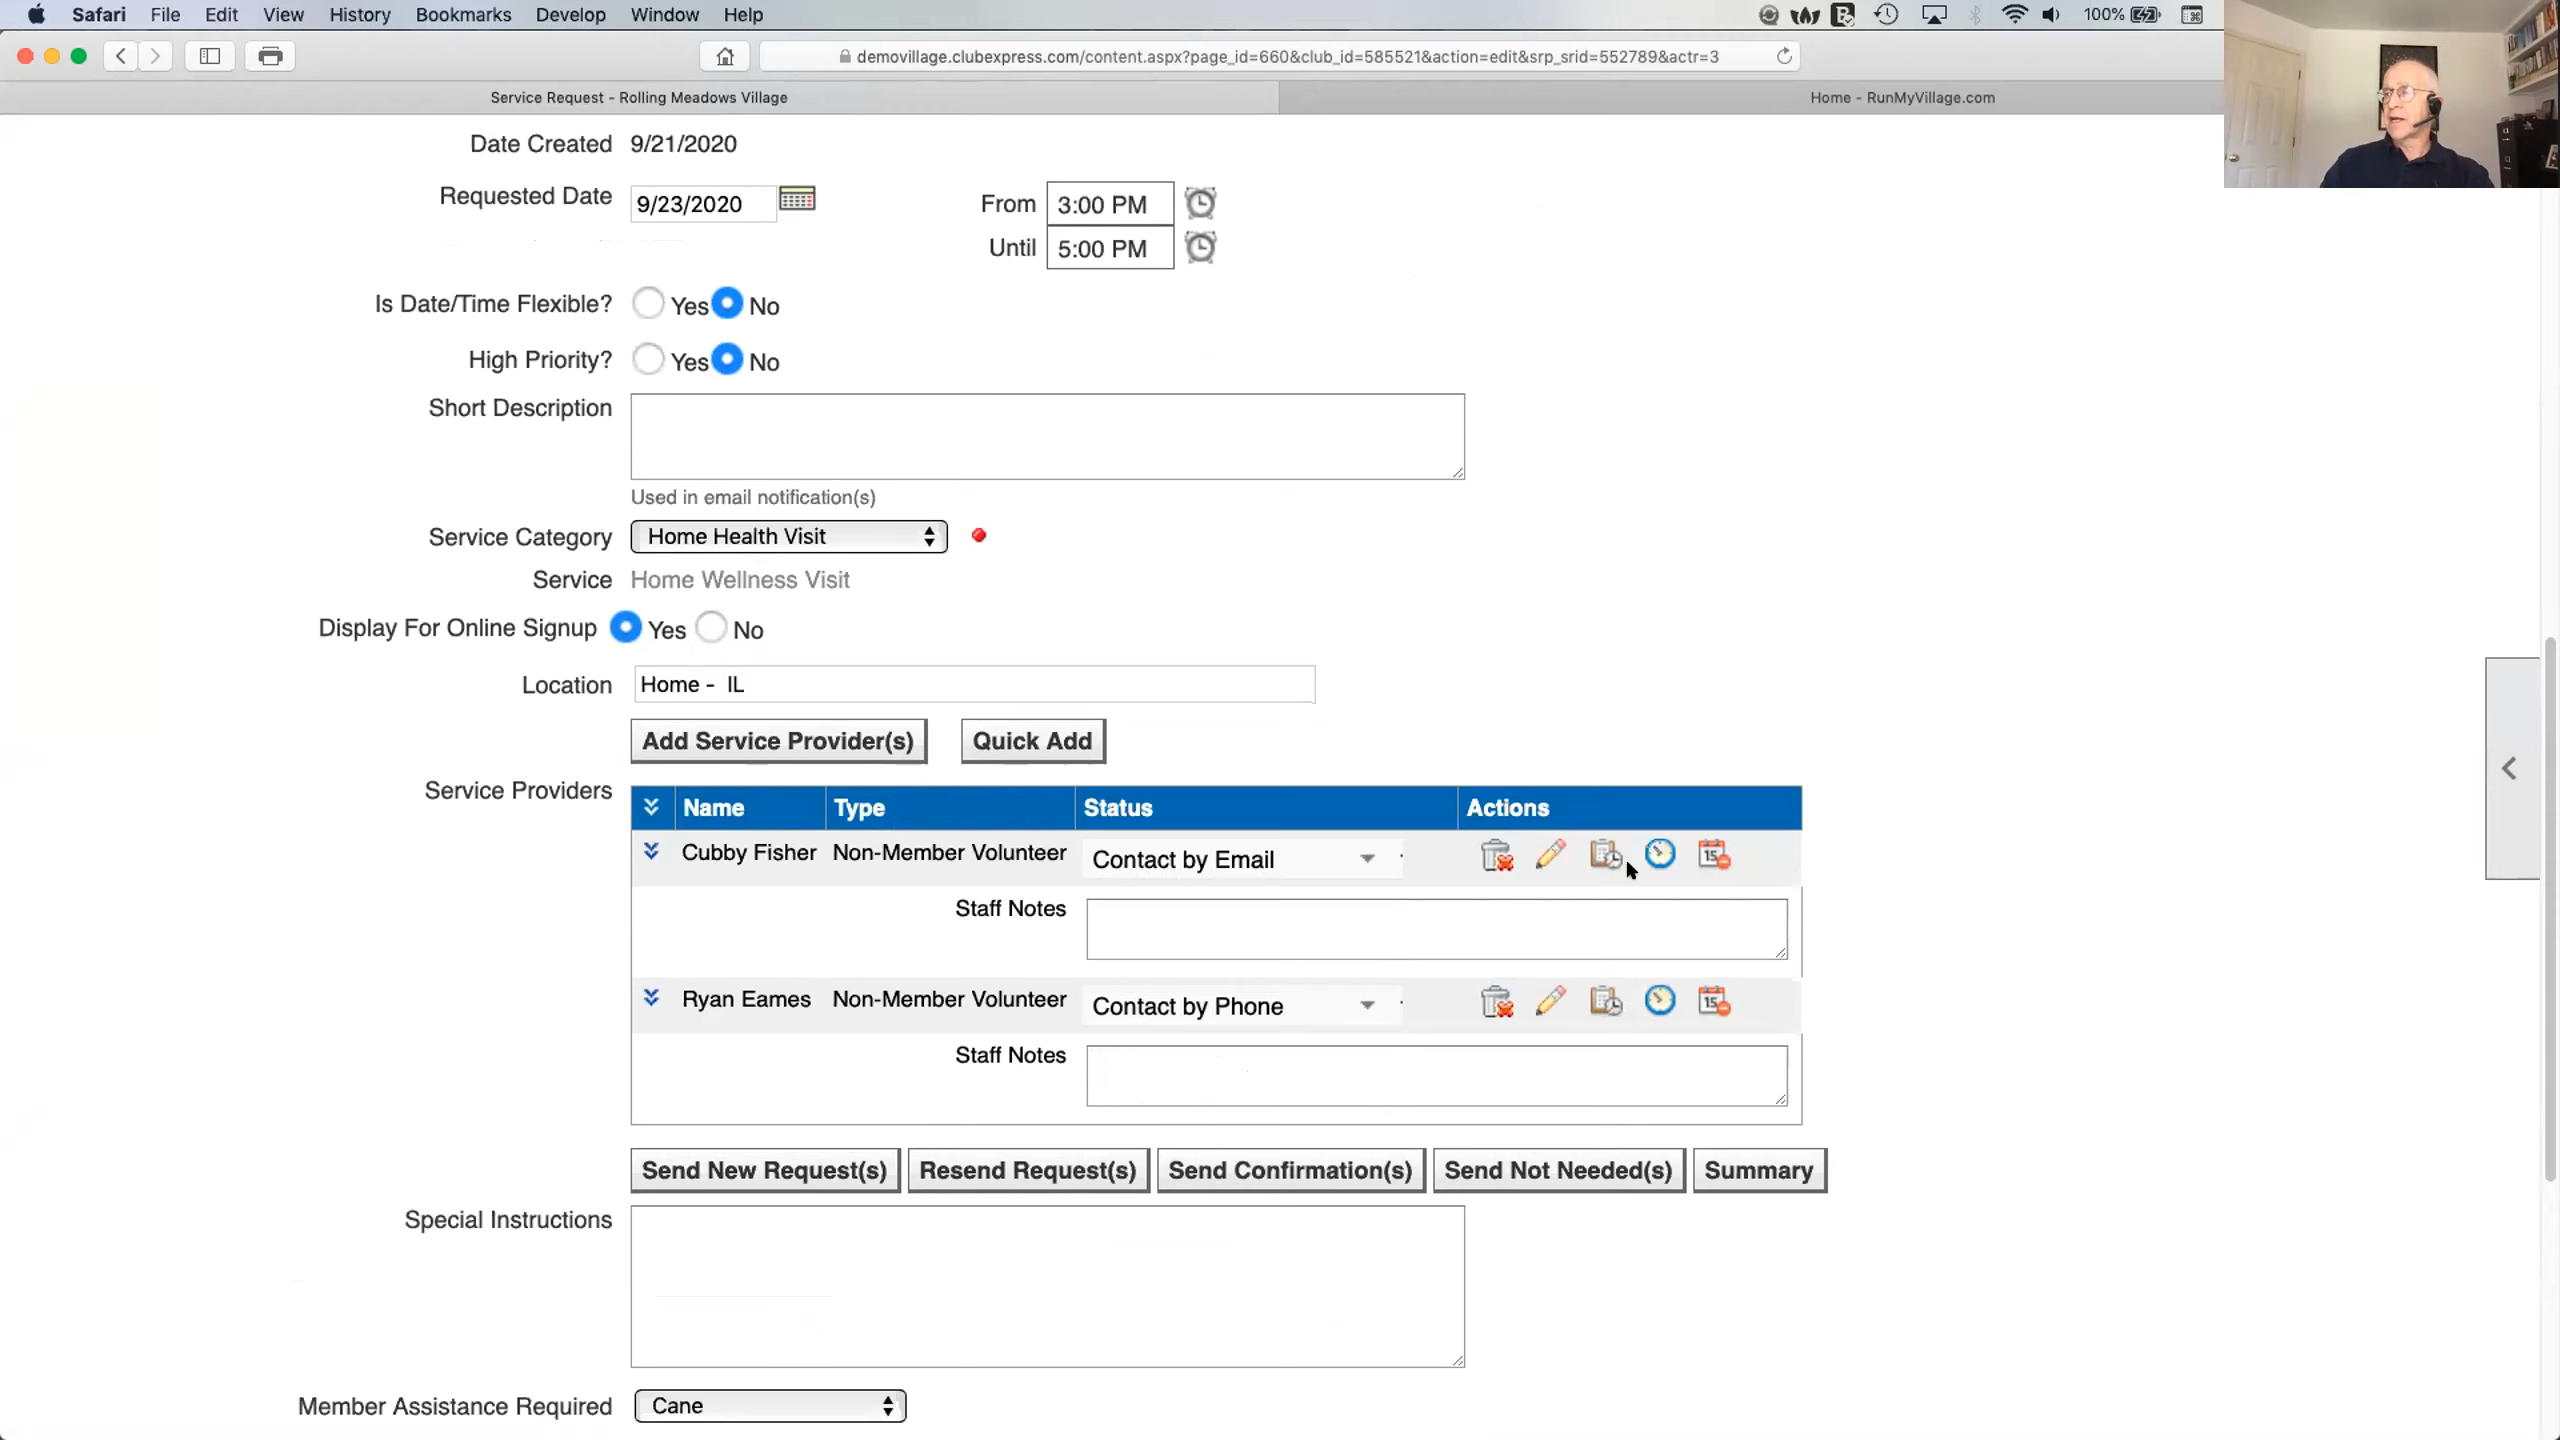 Safari File Edit View History Bookmarks Develop Window Help 100%
demovillage.clubexpress.com/content.aspx?page_id=660&club_id=585521&action=edit&srp_srid=552789&actr=3
Service Request - Rolling Meadows Village Home - RunMyVillage.com
Date Created 9/21/2020
Requested Date 9/23/2020 From 3:00 PM
Until 5:00 PM
Is Date/Time Flexible? Yes No
High Priority? Yes No
Short Description
Used in email notification(s)
Service Category Home Health Visit
Service Home Wellness Visit
Display For Online Signup Yes No
Location Home - IL
Add Service Provider(s) Quick Add
Service Providers
Name Type Status Actions
Cubby Fisher Non-Member Volunteer Contact by Email 15
Staff Notes
Ryan Eames Non-Member Volunteer Contact by Phone 15
Staff Notes
Send New Request(s) Resend Request(s) Send Confirmation(s) Send Not Needed(s) Summary
Special Instructions
Member Assistance Required Cane